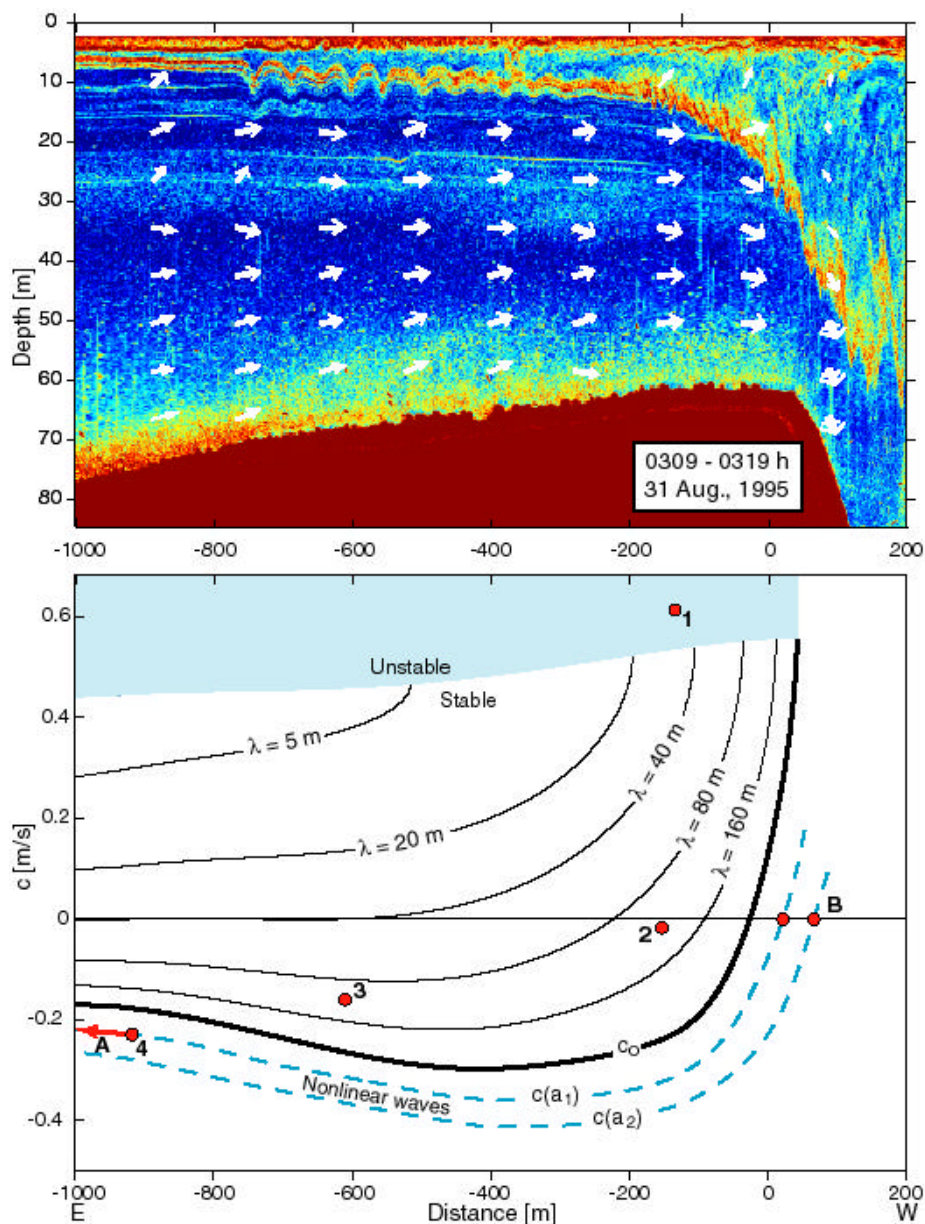 0
10
20
30
40
50
60
70
80
Depth [m]
0309 - 0319 h
31 Aug., 1995
-1000 -800 -600 -400 -200 0 200
0.6
0.4
0.2
0
-0.2
-0.4
c [m/s]
1
Unstable
Stable
λ = 5 m
λ = 20 m
λ = 40 m
λ = 80 m
λ = 160 m
B
2
3
4
A
cO
c(a1)
c(a2)
Nonlinear waves
-1000 -800 -600 -400 -200 0 200
E Distance [m] W